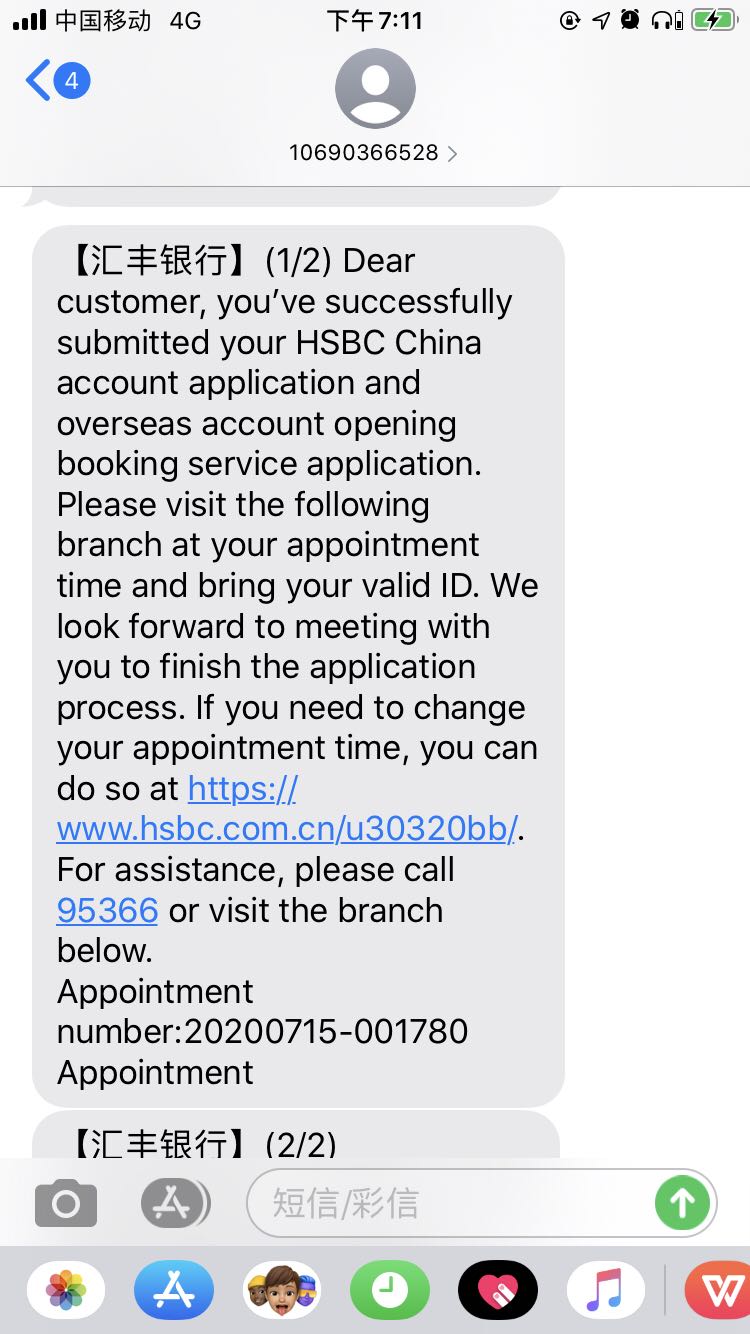 中国移动 4G 下午7:11
4
10690366528
【汇丰银行】(1/2) Dear
customer, you’ve successfully
submitted your HSBC China
account application and
overseas account opening
booking service application.
Please visit the following
branch at your appointment
time and bring your valid ID. We
look forward to meeting with
you to finish the application
process. If you need to change
your appointment time, you can
do so at https://
www.hsbc.com.cn/u30320bb/.
For assistance, please call
95366 or visit the branch
below.
Appointment
number:20200715-001780
Appointment
【汇丰银行】(2/2)
短信/彩信